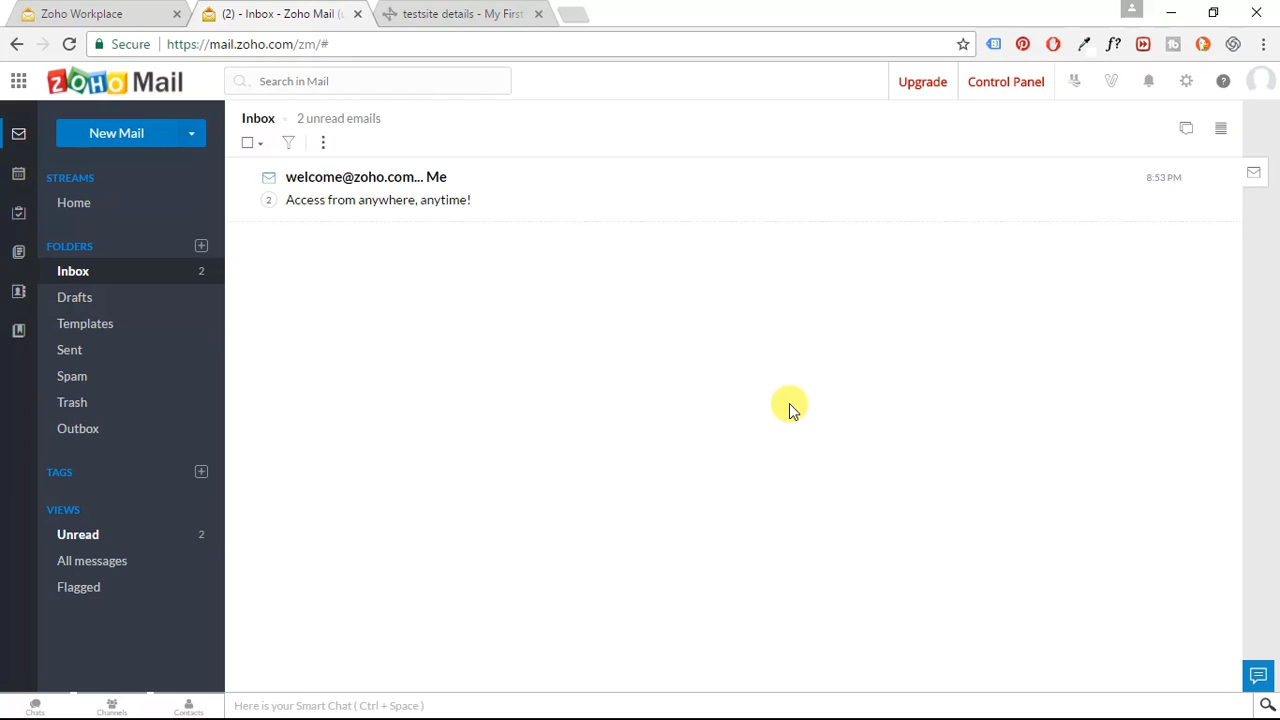 Zoho Workplace
(2) - Inbox - Zoho Mail (
testsite details - My First
Secure
https://mail.zoho.com/zm/#
f?
ZOHO Mail
Search in Mail
Upgrade
Control Panel
New Mail
Inbox
2 unread emails
STREAMS
Home
FOLDERS
Inbox 2
Drafts
Templates
Sent
Spam
Trash
Outbox
TAGS
VIEWS
Unread 2
All messages
Flagged
welcome@zoho.com... Me
8:53 PM
2
Access from anywhere, anytime!
Chats
Channels
Contacts
Here is your Smart Chat ( Ctrl + Space )